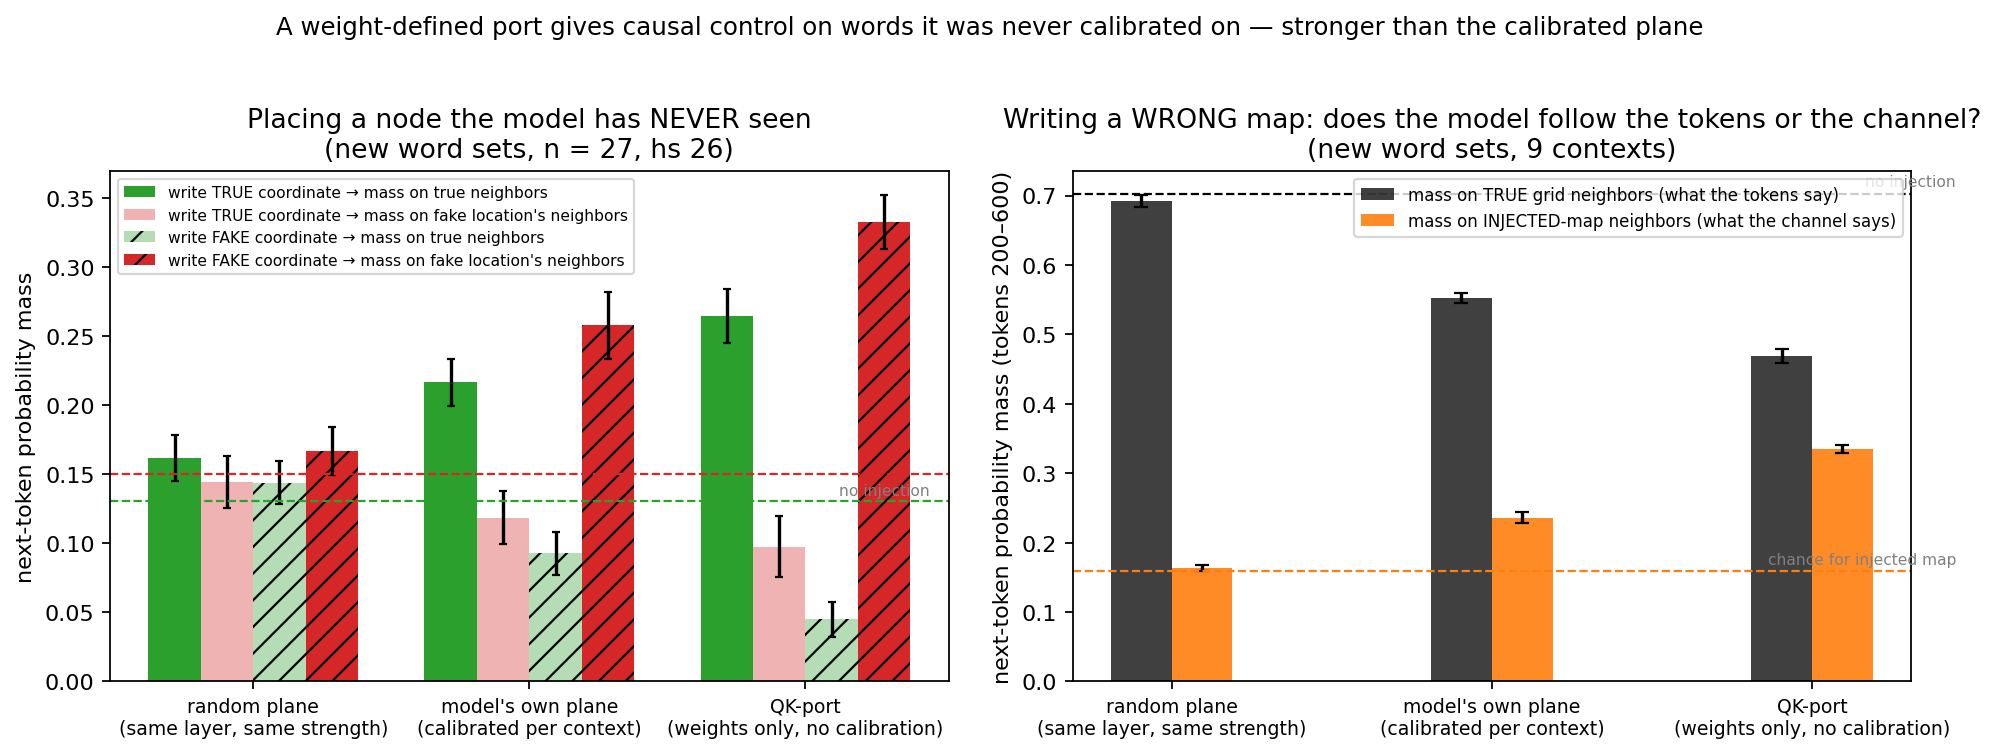 A weight-defined port gives causal control on words it was never calibrated on — stronger than the calibrated plane
Placing a node the model has NEVER seen
(new word sets, n = 27, hs 26)
next-token probability mass
0.35
0.30
0.25
0.20
0.15
0.10
0.05
0.00
write TRUE coordinate → mass on true neighbors
write TRUE coordinate → mass on fake location's neighbors
write FAKE coordinate → mass on true neighbors
write FAKE coordinate → mass on fake location's neighbors
no injection
random plane
(same layer, same strength)
model's own plane
(calibrated per context)
QK-port
(weights only, no calibration)
Writing a WRONG map: does the model follow the tokens or the channel?
(new word sets, 9 contexts)
next-token probability mass (tokens 200–600)
0.7
0.6
0.5
0.4
0.3
0.2
0.1
0.0
no injection
mass on TRUE grid neighbors (what the tokens say)
mass on INJECTED-map neighbors (what the channel says)
chance for injected map
random plane
(same layer, same strength)
model's own plane
(calibrated per context)
QK-port
(weights only, no calibration)